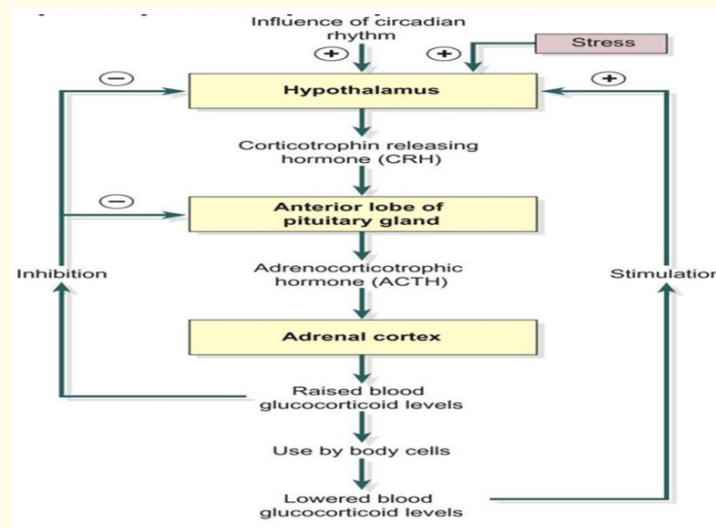 Influence of circadian
rhythm
+
+
Stress
−
Hypothalamus
+
Corticotrophin releasing
hormone (CRH)
−
Anterior lobe of
pituitary gland
Inhibition
Adrenocorticotrophic
hormone (ACTH)
Stimulation
Adrenal cortex
Raised blood
glucocorticoid levels
Use by body cells
Lowered blood
glucocorticoid levels